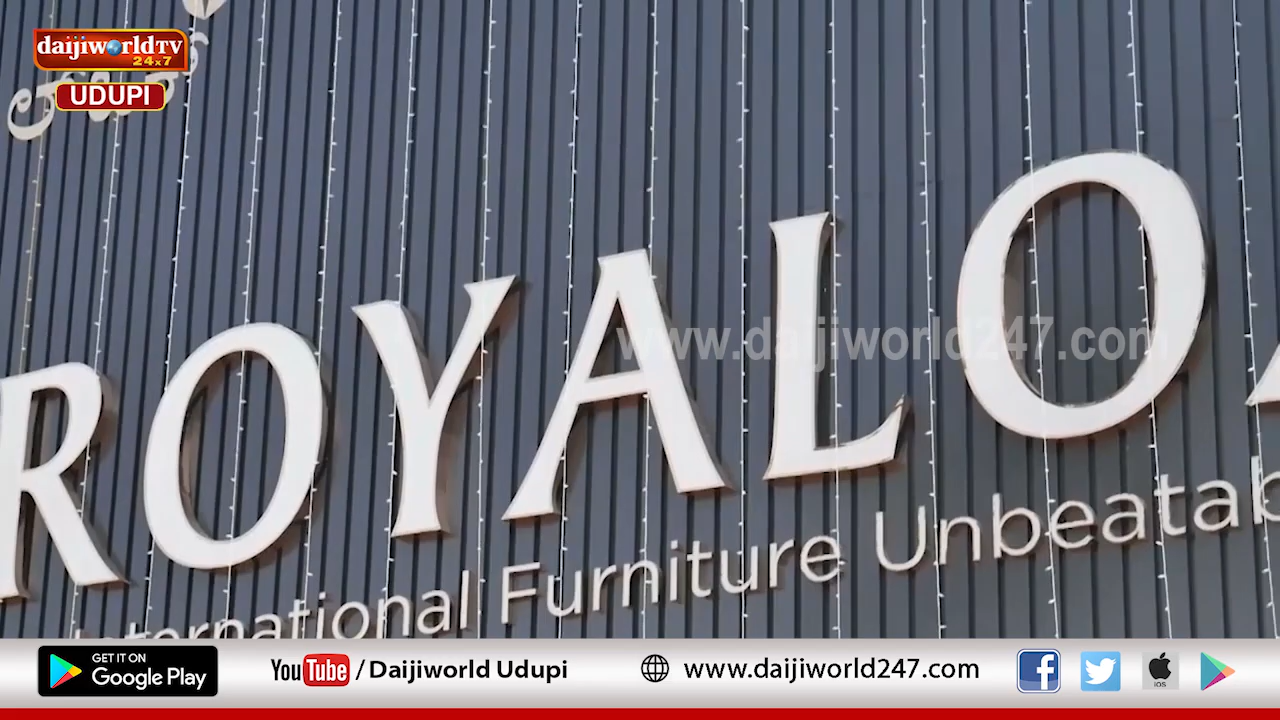 daijiworldTV
24x7
UDUPI
ROYALO
www.daijiworld247.com
International Furniture Unbeatab
GET IT ON
Google Play
YouTube / Daijiworld Udupi
www.daijiworld247.com
iOS